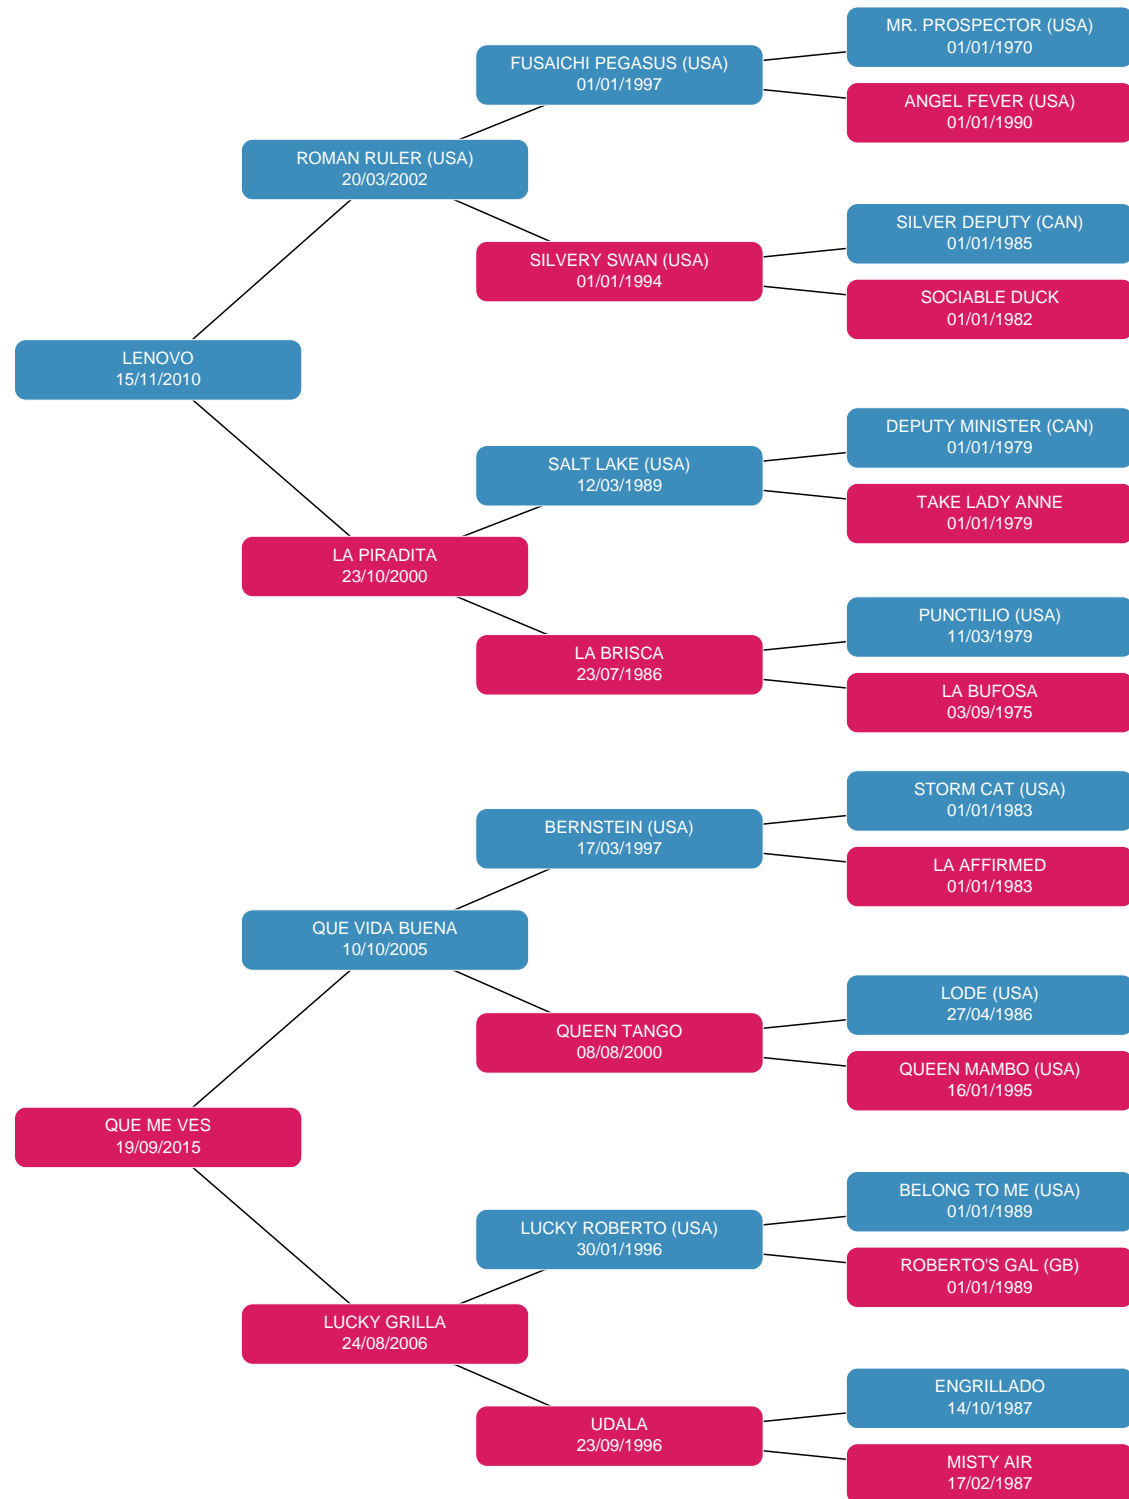 MR. PROSPECTOR (USA)
01/01/1970
FUSAICHI PEGASUS (USA)
01/01/1997
ANGEL FEVER (USA)
01/01/1990
ROMAN RULER (USA)
20/03/2002
SILVER DEPUTY (CAN)
01/01/1985
SILVERY SWAN (USA)
01/01/1994
SOCIABLE DUCK
01/01/1982
LENOVO
15/11/2010
DEPUTY MINISTER (CAN)
01/01/1979
SALT LAKE (USA)
12/03/1989
TAKE LADY ANNE
01/01/1979
LA PIRADITA
23/10/2000
PUNCTILIO (USA)
11/03/1979
LA BRISCA
23/07/1986
LA BUFOSA
03/09/1975
STORM CAT (USA)
01/01/1983
BERNSTEIN (USA)
17/03/1997
LA AFFIRMED
01/01/1983
QUE VIDA BUENA
10/10/2005
LODE (USA)
27/04/1986
QUEEN TANGO
08/08/2000
QUEEN MAMBO (USA)
16/01/1995
QUE ME VES
19/09/2015
BELONG TO ME (USA)
01/01/1989
LUCKY ROBERTO (USA)
30/01/1996
ROBERTO'S GAL (GB)
01/01/1989
LUCKY GRILLA
24/08/2006
ENGRILLADO
14/10/1987
UDALA
23/09/1996
MISTY AIR
17/02/1987